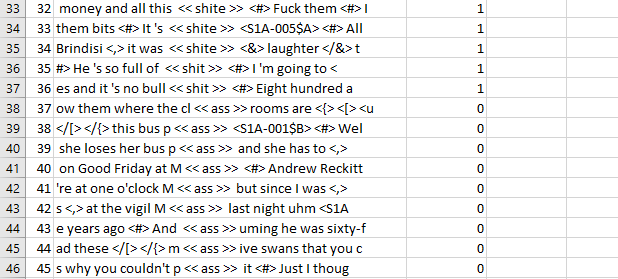 33 32 money and all this << shite >> <#> Fuck them <#> I 1
34 33 them bits <#> It 's << shite >> <S1A-005$A> <#> All 1
35 34 Brindisi <,> it was << shite >> <&> laughter </&> t 1
36 35 #> He 's so full of << shit >> <#> I 'm going to < 1
37 36 es and it 's no bull << shit >> <#> Eight hundred a 1
38 37 ow them where the cl << ass >> rooms are <{> <[> <u 0
39 38 </[> </{> this bus p << ass >> <S1A-001$B> <#> Wel 0
40 39 she loses her bus p << ass >> and she has to <,> 0
41 40 on Good Friday at M << ass >> <#> Andrew Reckitt 0
42 41 're at one o'clock M << ass >> but since I was <,> 0
43 42 s <,> at the vigil M << ass >> last night uhm <S1A 0
44 43 e years ago <#> And << ass >> uming he was sixty-f 0
45 44 ad these </[> </{> m << ass >> ive swans that you c 0
46 45 s why you couldn't p << ass >> it <#> Just I thoug 0